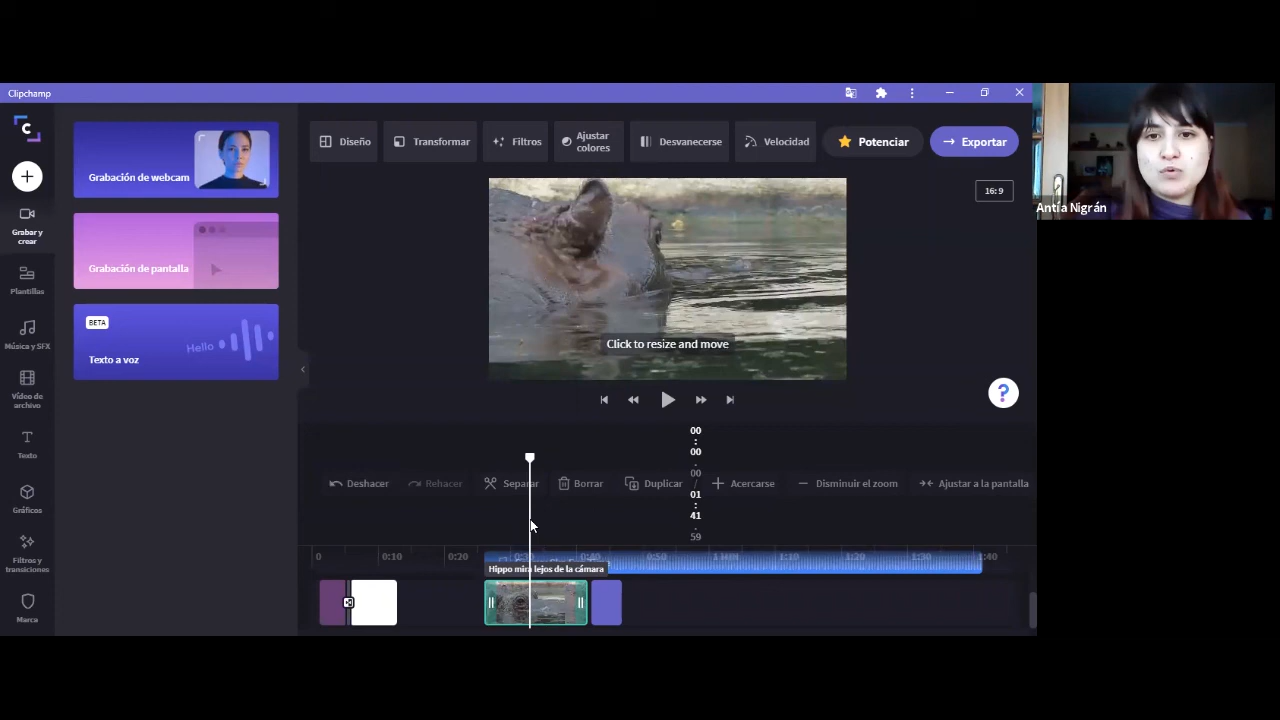 Clipchamp
Diseño
Transformar
Filtros
Ajustar
colores
Desvanecerse
Velocidad
Potenciar
Exportar
Grabación de webcam
16:9
Antía Nigrán
Grabar y
crear
Grabación de pantalla
Plantillas
BETA
Hello
Texto a voz
Música y SFX
Click to resize and move
Vídeo de
archivo
?
00
:
00
.
00
/
01
:
41
.
59
Texto
Deshacer
Rehacer
Separar
Borrar
Duplicar
Acercarse
Disminuir el zoom
Ajustar a la pantalla
Gráficos
0
0:10
0:20
0:30
0:40
0:50
1:10
1:20
1:30
1:40
Filtros y
transiciones
Hippo mira lejos de la cámara
Marca